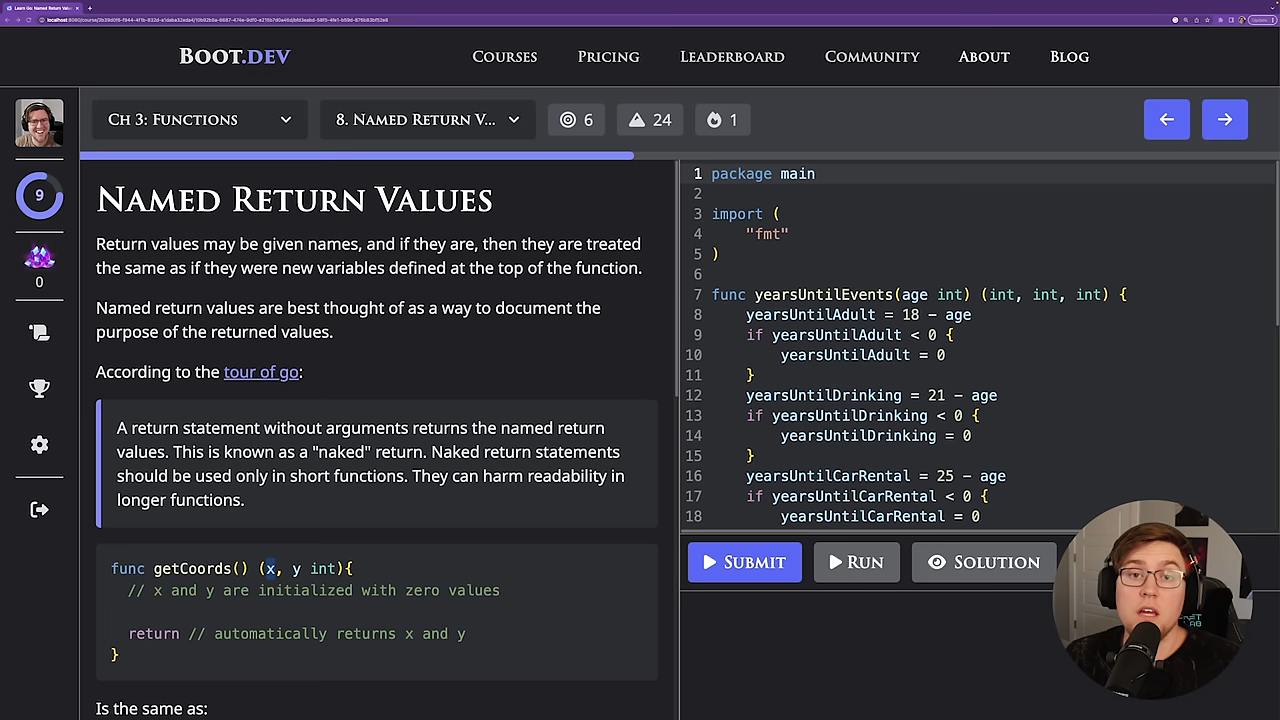 Learn Go: Named Return Value
localhost:8080/course/
Update
BOOT.DEV
COURSES
PRICING
LEADERBOARD
COMMUNITY
ABOUT
BLOG
CH 3: FUNCTIONS
8. NAMED RETURN V...
6
24
1
9
0
NAMED RETURN VALUES
Return values may be given names, and if they are, then they are treated
the same as if they were new variables defined at the top of the function.
Named return values are best thought of as a way to document the
purpose of the returned values.
According to the tour of go:
A return statement without arguments returns the named return
values. This is known as a "naked" return. Naked return statements
should be used only in short functions. They can harm readability in
longer functions.
func getCoords() (x, y int){
// x and y are initialized with zero values
return // automatically returns x and y
}
Is the same as:
1 package main
2
3 import (
4 "fmt"
5 )
6
7 func yearsUntilEvents(age int) (int, int, int) {
8 yearsUntilAdult = 18 - age
9 if yearsUntilAdult < 0 {
10 yearsUntilAdult = 0
11 }
12 yearsUntilDrinking = 21 - age
13 if yearsUntilDrinking < 0 {
14 yearsUntilDrinking = 0
15 }
16 yearsUntilCarRental = 25 - age
17 if yearsUntilCarRental < 0 {
18 yearsUntilCarRental = 0
SUBMIT
RUN
SOLUTION